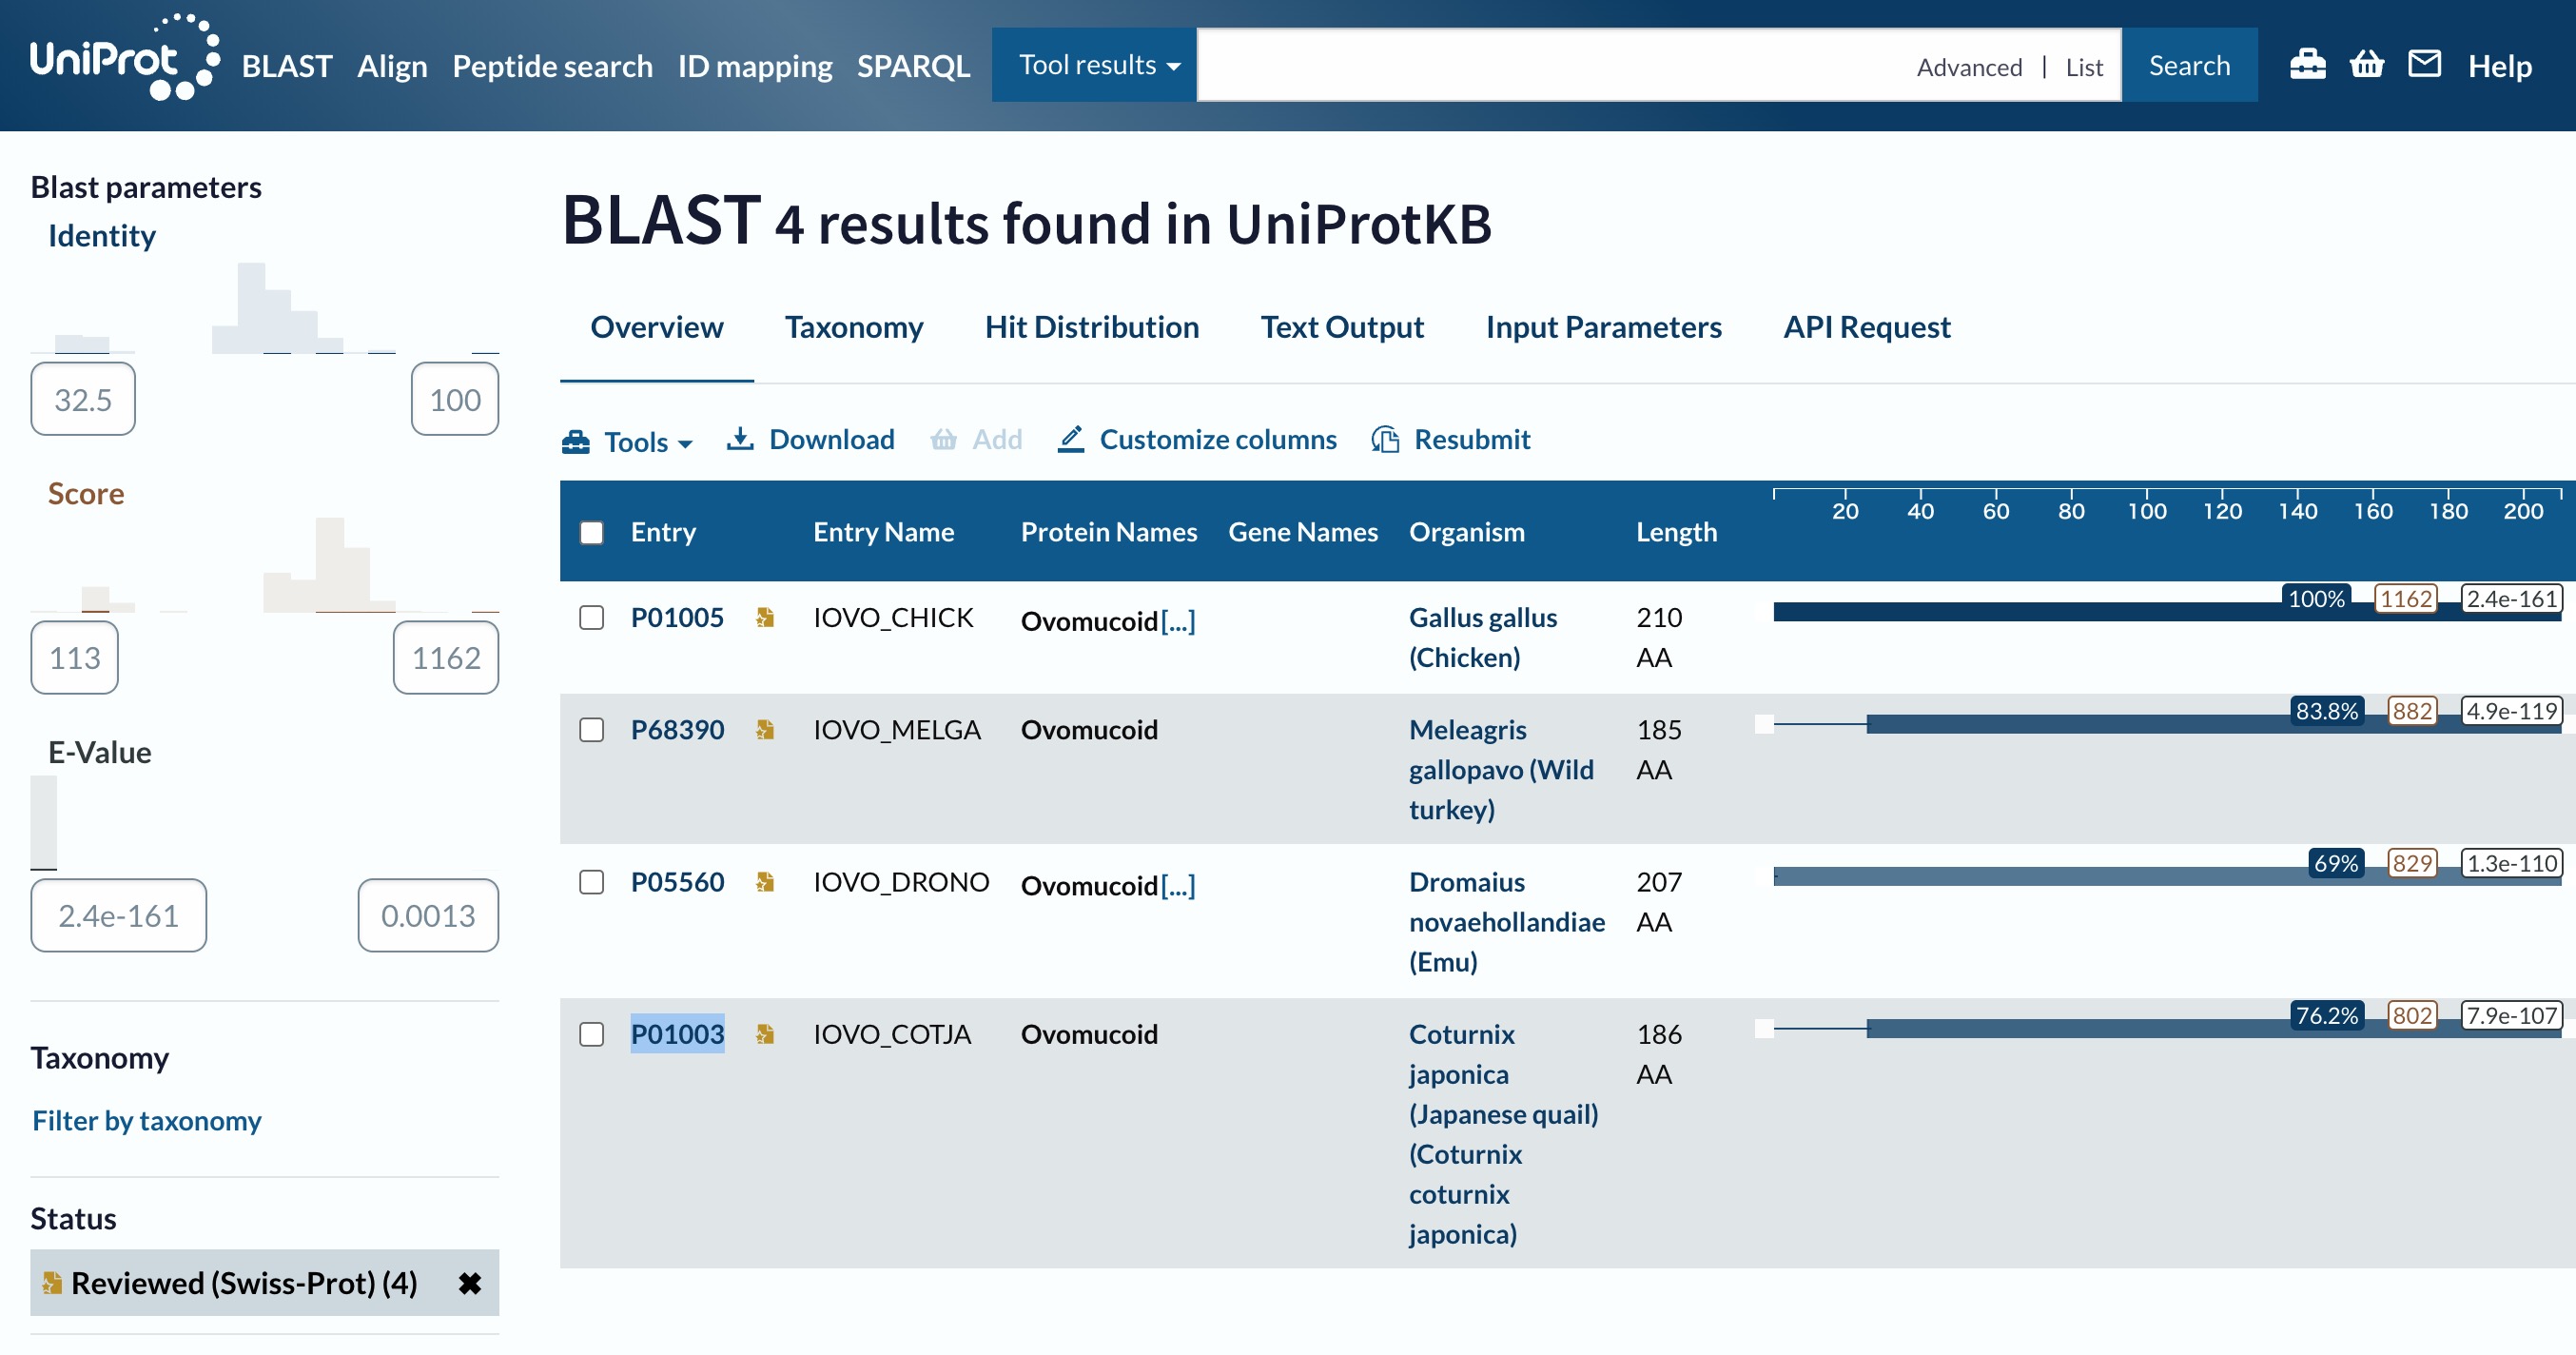 UniProt BLAST Align Peptide search ID mapping SPARQL Tool results Advanced | List Search Help
Blast parameters
Identity
32.5 100
Score
113 1162
E-Value
2.4e-161 0.0013
Taxonomy
Filter by taxonomy
Status
Reviewed (Swiss-Prot) (4) ✖
BLAST 4 results found in UniProtKB
Overview Taxonomy Hit Distribution Text Output Input Parameters API Request
Tools Download Add Customize columns Resubmit
20 40 60 80 100 120 140 160 180 200
Entry Entry Name Protein Names Gene Names Organism Length
100% 1162 2.4e-161
P01005 IOVO_CHICK Ovomucoid[...] Gallus gallus 210
(Chicken) AA
83.8% 882 4.9e-119
P68390 IOVO_MELGA Ovomucoid Meleagris 185
gallopavo (Wild AA
turkey)
69% 829 1.3e-110
P05560 IOVO_DRONO Ovomucoid[...] Dromaius 207
novaehollandiae AA
(Emu)
76.2% 802 7.9e-107
P01003 IOVO_COTJA Ovomucoid Coturnix 186
japonica AA
(Japanese quail)
(Coturnix
coturnix
japonica)